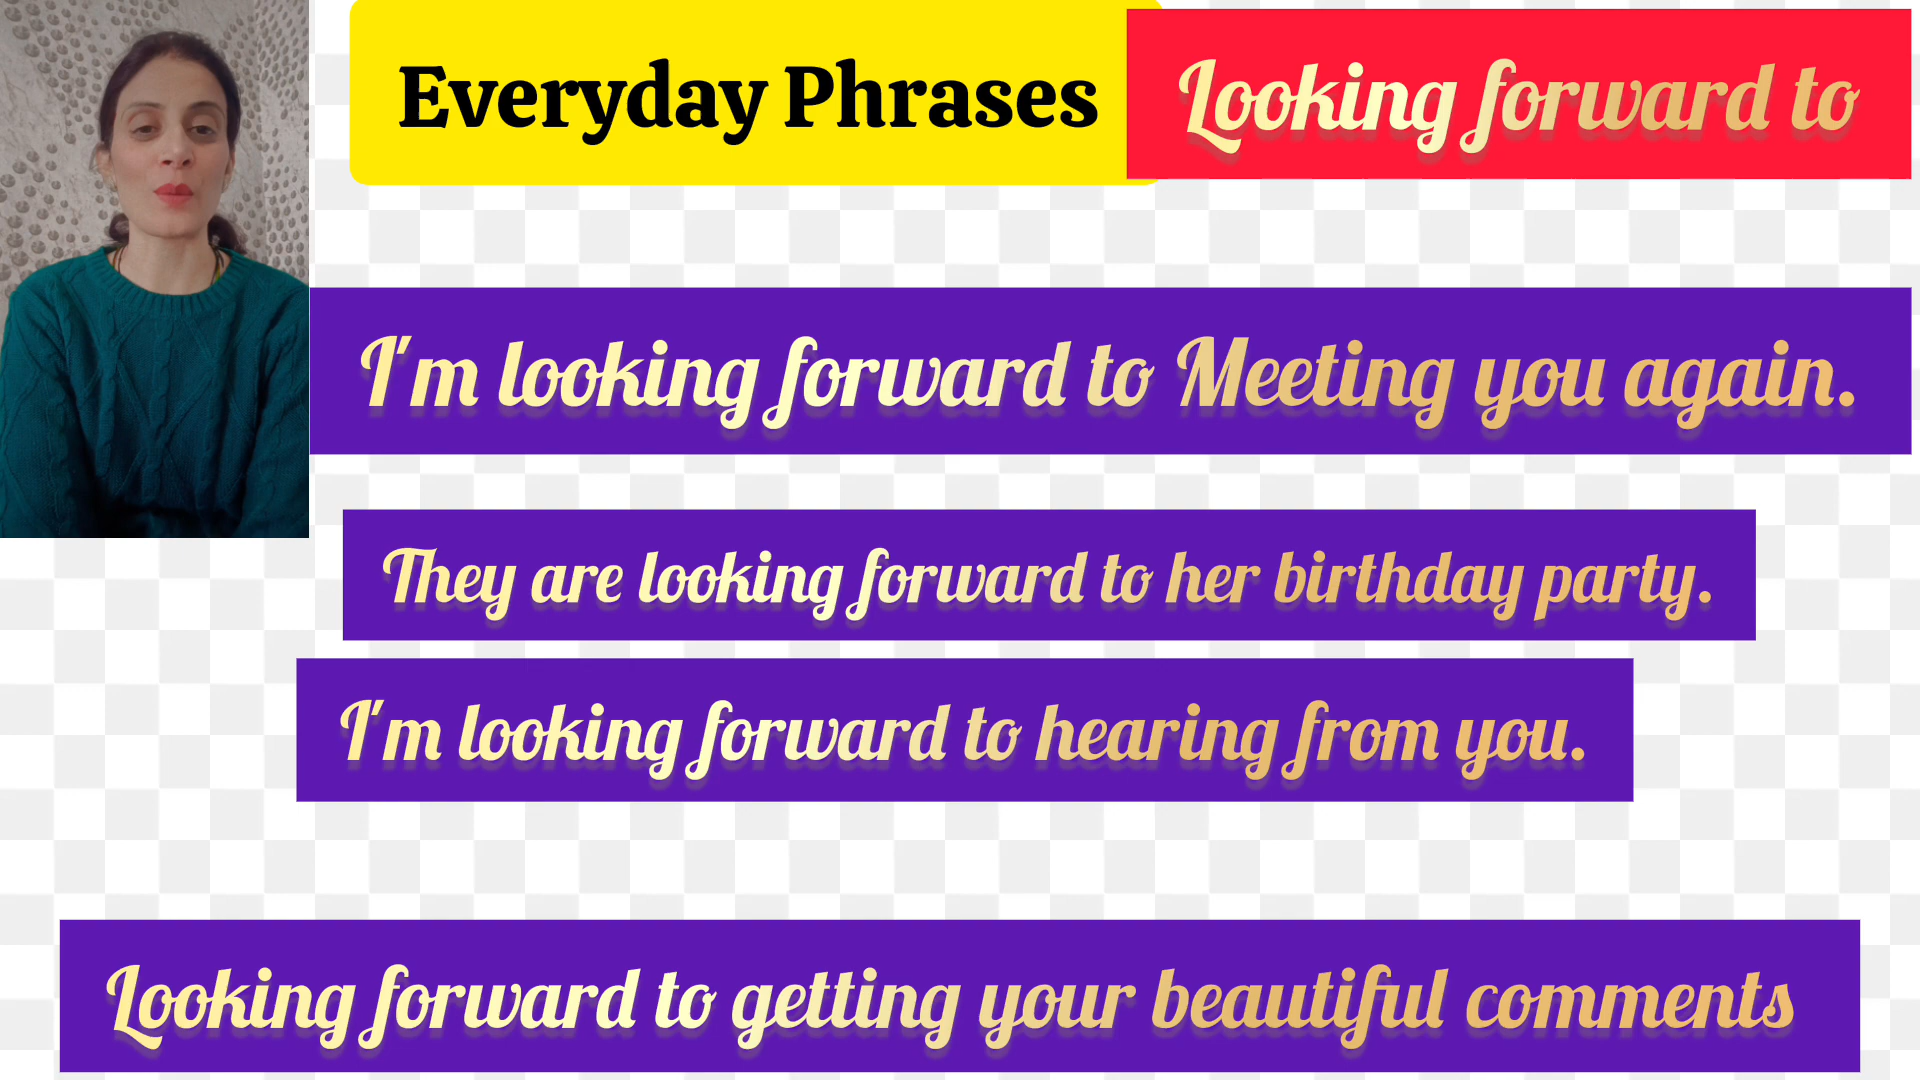 Everyday Phrases
Looking forward to
I'm looking forward to Meeting you again.
They are looking forward to her birthday party.
I'm looking forward to hearing from you.
Looking forward to getting your beautiful comments